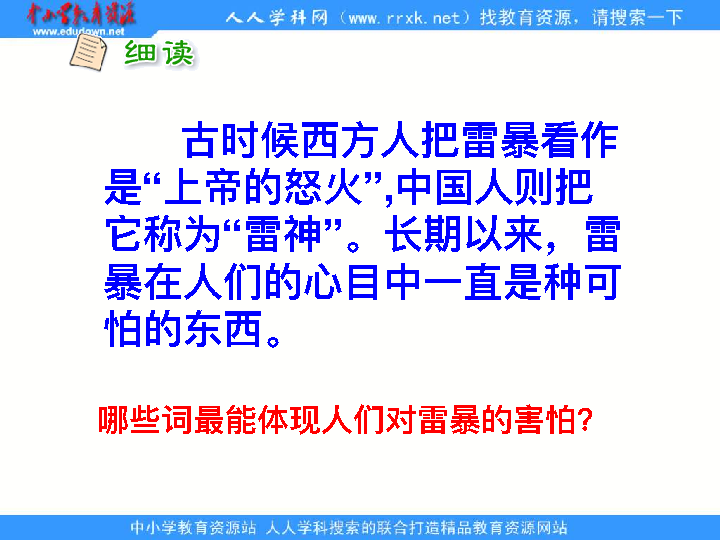 中小学教育资源
www.edudown.net
人人学科网（www.rrxk.net）找教育资源，请搜索一下
细读
古时候西方人把雷暴看作
是“上帝的怒火”,中国人则把
它称为“雷神”。长期以来，雷
暴在人们的心目中一直是种可
怕的东西。
哪些词最能体现人们对雷暴的害怕?
中小学教育资源站 人人学科搜索的联合打造精品教育资源网站